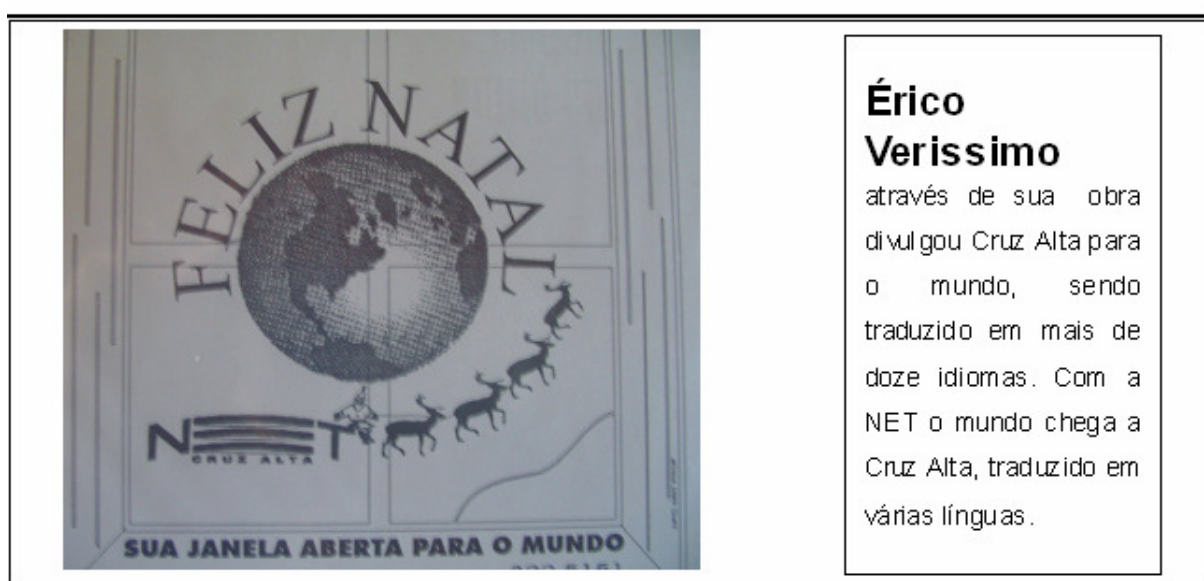 FELIZ NATAL
NET
CRUZ ALTA
SUA JANELA ABERTA PARA O MUNDO
Érico
Verissimo
através de sua obra
divulgou Cruz Alta para
o mundo, sendo
traduzido em mais de
doze idiomas. Com a
NET o mundo chega a
Cruz Alta, traduzido em
várias línguas.